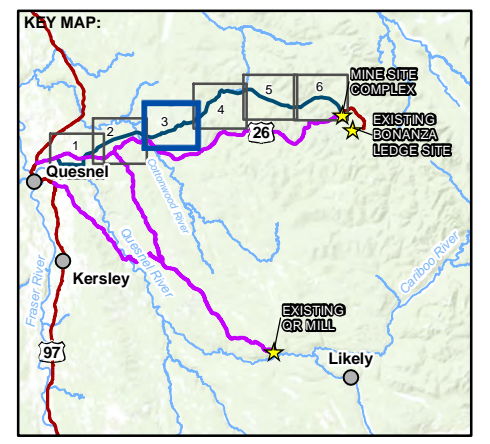 KEY MAP:
MINE SITE
COMPLEX
6
5
4
3
2
1
26
EXISTING
BONANZA
LEDGE SITE
Quesnel
Cottonwood River
Quesnel River
Cariboo River
Fraser River
Kersley
97
EXISTING
QR MILL
Likely